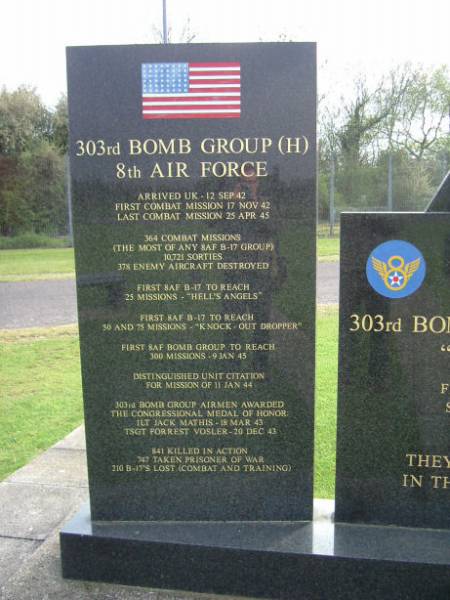 303rd BOMB GROUP (H)
8th AIR FORCE
ARRIVED UK - 12 SEP 42
FIRST COMBAT MISSION 17 NOV 42
LAST COMBAT MISSION 25 APR 45
364 COMBAT MISSIONS
(THE MOST OF ANY 8AF B-17 GROUP)
10,721 SORTIES
378 ENEMY AIRCRAFT DESTROYED
FIRST 8AF B-17 TO REACH
25 MISSIONS - "HELL'S ANGELS"
FIRST 8AF B-17 TO REACH
50 AND 75 MISSIONS - "KNOCK-OUT DROPPER"
FIRST 8AF BOMB GROUP TO REACH
300 MISSIONS - 9 JAN 45
DISTINGUISHED UNIT CITATION
FOR MISSION OF 11 JAN 44
303rd BOMB GROUP AIRMEN AWARDED
THE CONGRESSIONAL MEDAL OF HONOR:
1LT JACK MATHIS - 18 MAR 43
TSGT FORREST VOSLER - 20 DEC 43
841 KILLED IN ACTION
747 TAKEN PRISONER OF WAR
210 B-17'S LOST (COMBAT AND TRAINING)
8
303rd BO
"
F
S
THEY
IN TH